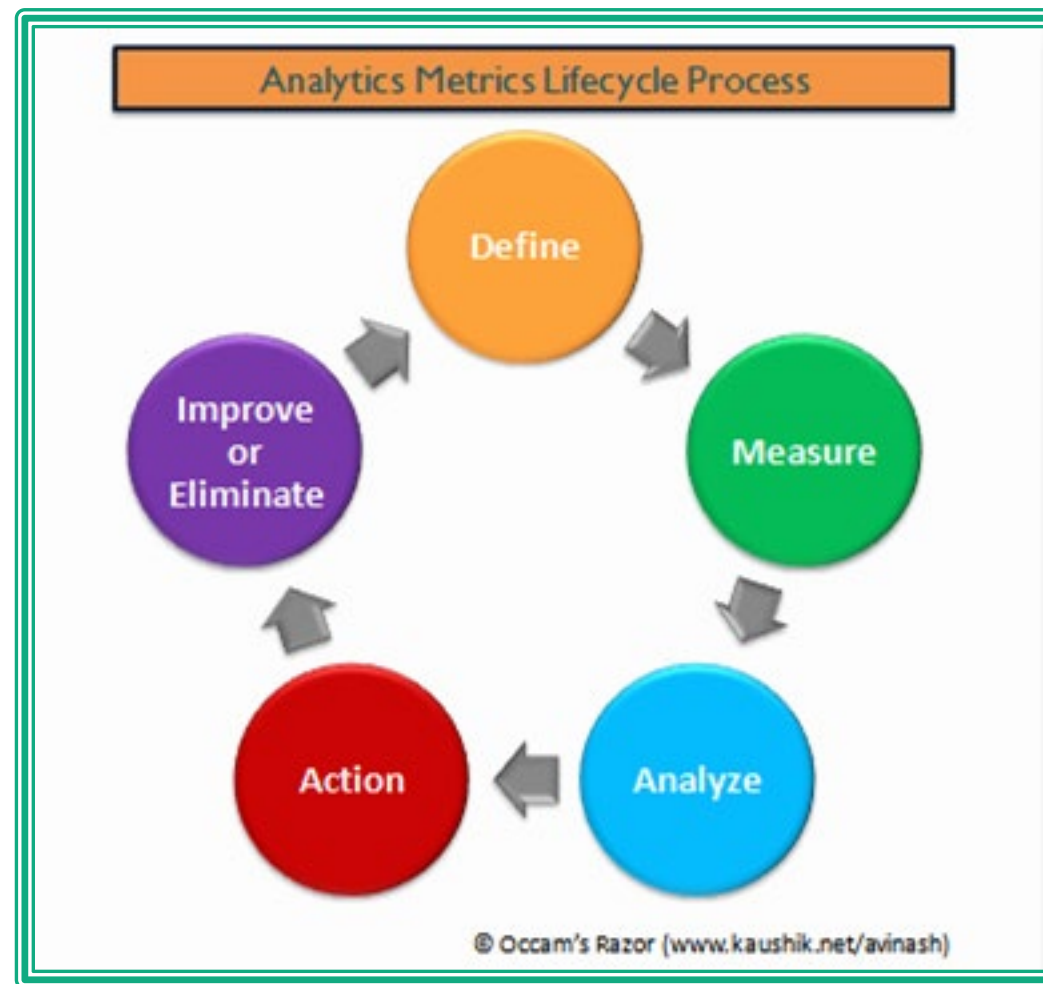 Analytics Metrics Lifecycle Process
Define
Measure
Analyze
Action
Improve
or
Eliminate
© Occam's Razor (www.kaushik.net/avinash)